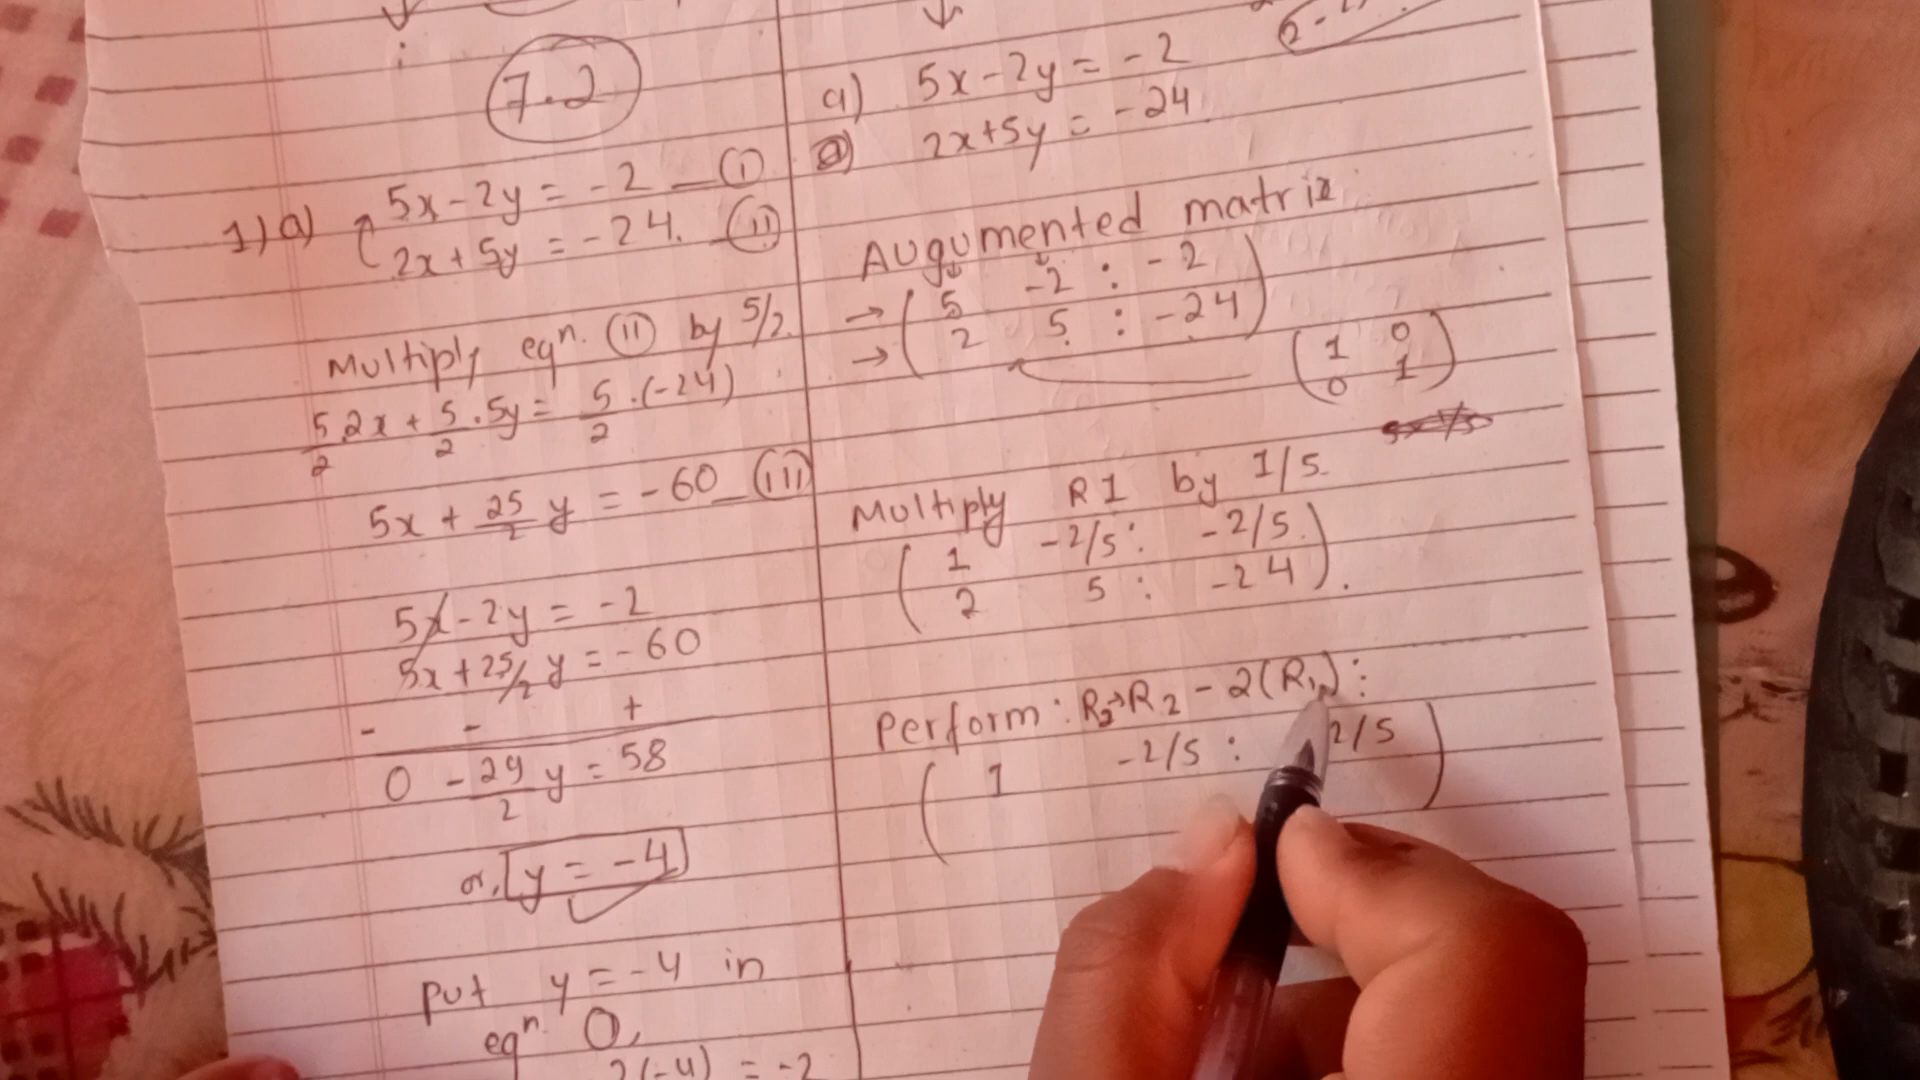 7.2
1) a) 5x - 2y = -2 — (i)
2x + 5y = -24. — (ii)
Multiply eqn. (ii) by 5/2.
5/2 2x + 5/2 . 5y = 5/2 . (-24)
5x + 25/2 y = -60 — (iii)
5x - 2y = -2
5x + 25/2 y = -60
- - +
0 - 29/2 y = 58
or, y = -4
put y = -4 in
eqn. (),
2(-4) = -2
a) 5x - 2y = -2
2x + 5y = -24.
Augumented matrix
→ ( 5 -2 : -2
→ 2 5 : -24 )
( 1 0
0 1 )
Multiply R1 by 1/5.
( 1 -2/5 : -2/5.
2 5 : -24 ).
Perform : R2→R2 - 2(R1) :
( 1 -2/5 : 2/5 )